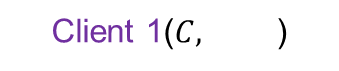 Client 1(C, )